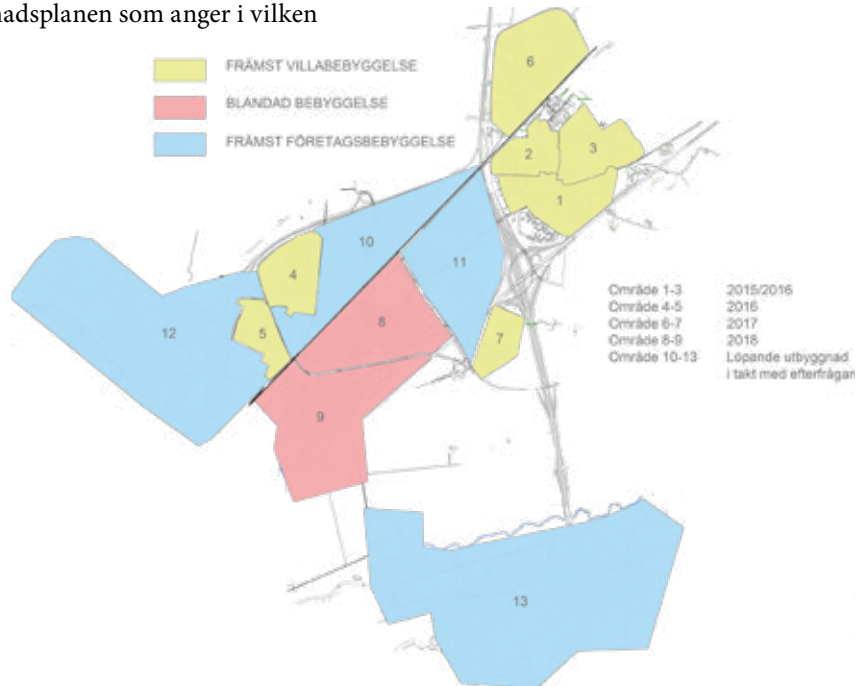 nadsplanen som anger i vilken
FRÄMST VILLABEBYGGELSE
BLANDAD BEBYGGELSE
FRÄMST FÖRETAGSBEBYGGELSE
6
2
3
1
10
11
4
12
5
8
7
9
13
Område 1-3 2015/2016
Område 4-5 2016
Område 6-7 2017
Område 8-9 2018
Område 10-13 Löpande utbyggnad
i takt med efterfrågan